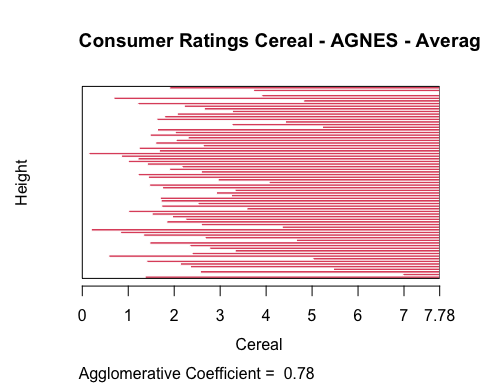 Consumer Ratings Cereal - AGNES - Averag
Height
0 1 2 3 4 5 6 7 7.78
Cereal
Agglomerative Coefficient = 0.78